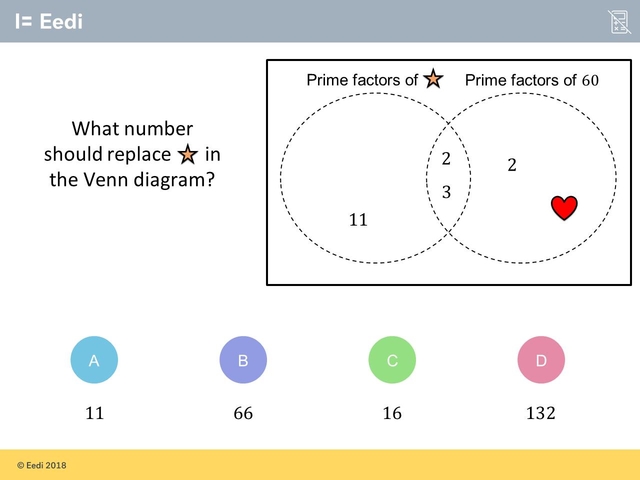 I= Eedi
What number
should replace in
the Venn diagram?
Prime factors of
Prime factors of 60
2
3
2
11
A
B
C
D
11
66
16
132
© Eedi 2018